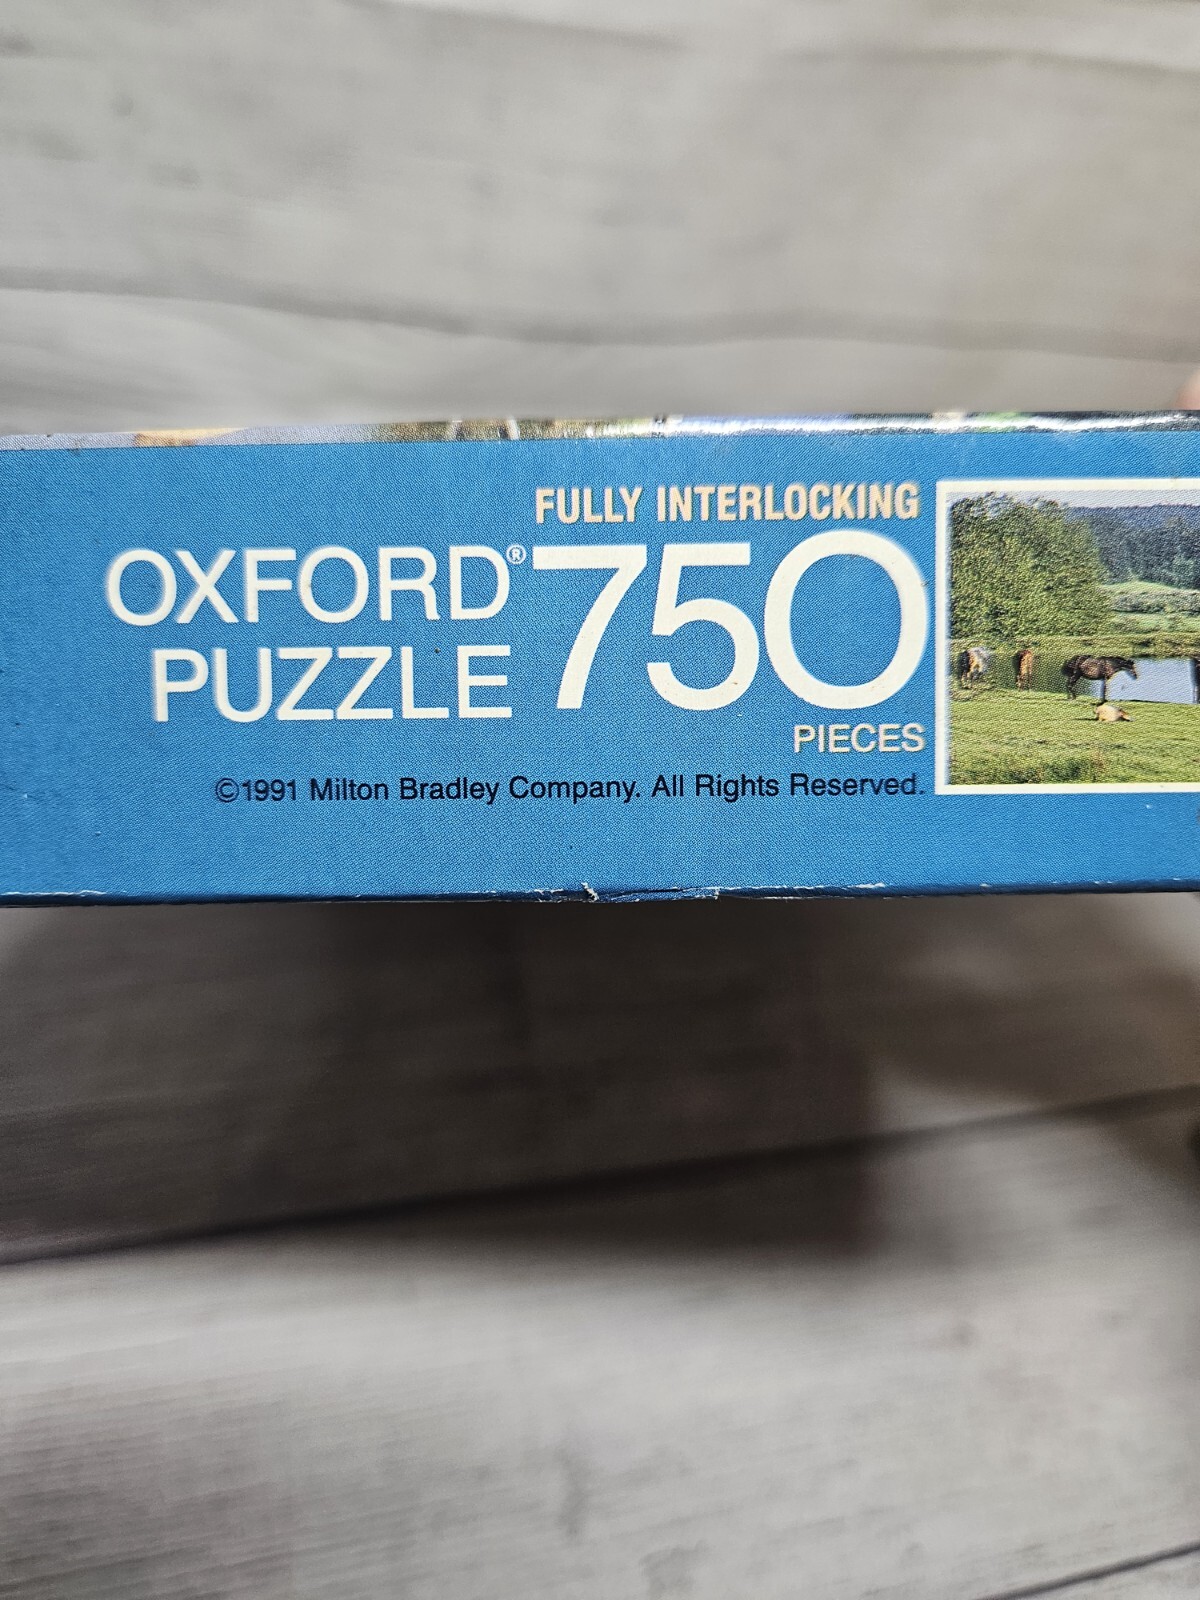 FULLY INTERLOCKING
OXFORD® 750
PUZZLE
PIECES
©1991 Milton Bradley Company. All Rights Reserved.